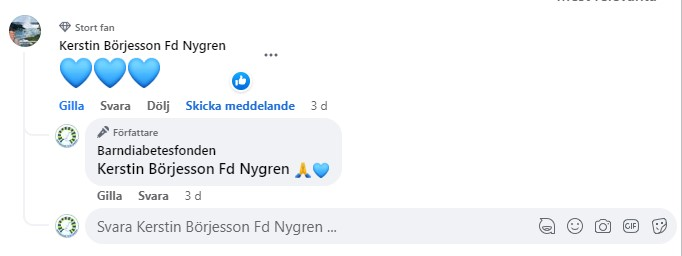 Stort fan
Kerstin Börjesson Fd Nygren
💙💙💙
Gilla Svara Dölj Skicka meddelande 3 d
Författare
Barndiabetesfonden
Kerstin Börjesson Fd Nygren 🙏💙
Gilla Svara 3 d
Svara Kerstin Börjesson Fd Nygren ...
GIF